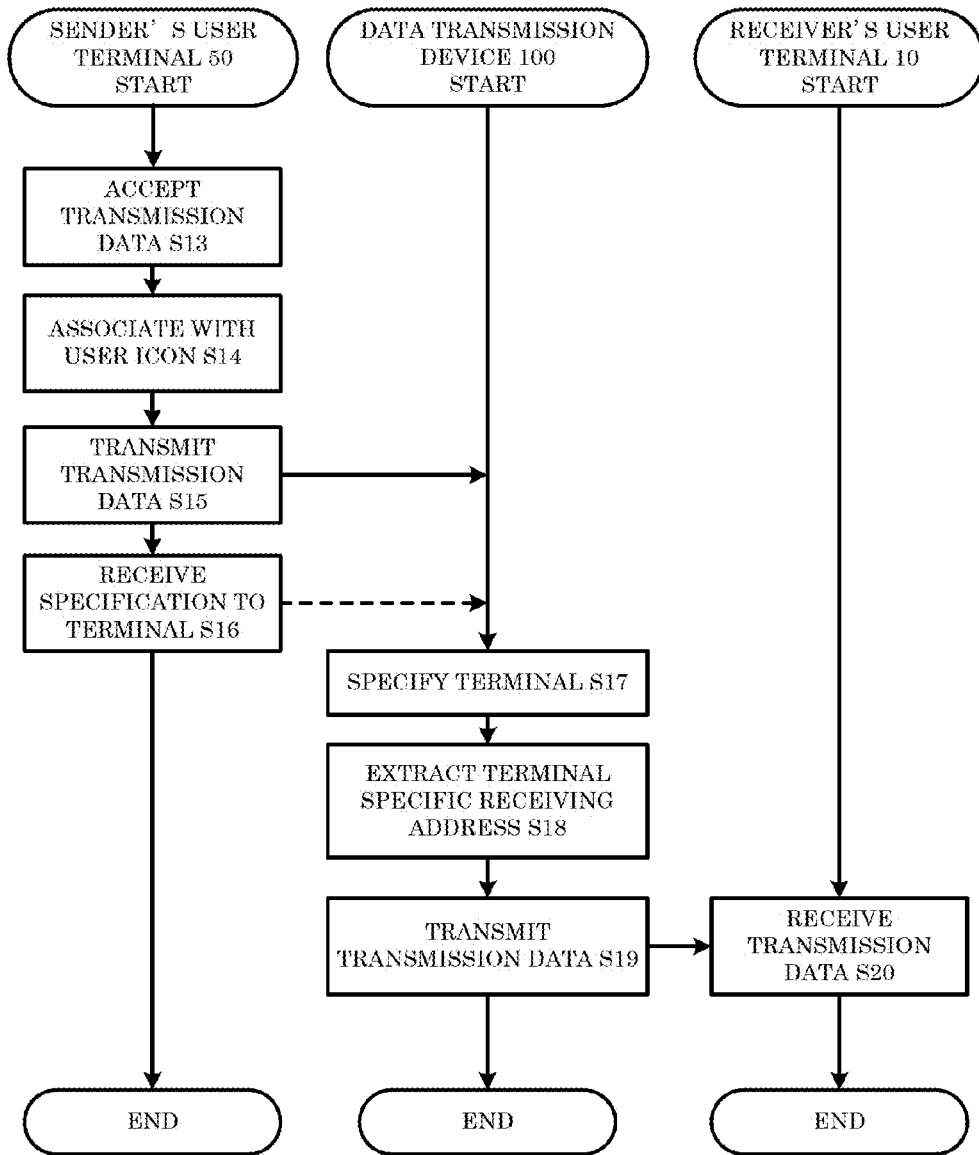 SENDER'S USER
TERMINAL 50
START
DATA TRANSMISSION
DEVICE 100
START
RECEIVER'S USER
TERMINAL 10
START
ACCEPT
TRANSMISSION
DATA S13
ASSOCIATE WITH
USER ICON S14
TRANSMIT
TRANSMISSION
DATA S15
RECEIVE
SPECIFICATION TO
TERMINAL S16
SPECIFY TERMINAL S17
EXTRACT TERMINAL
SPECIFIC RECEIVING
ADDRESS S18
TRANSMIT
TRANSMISSION DATA S19
RECEIVE
TRANSMISSION
DATA S20
END
END
END